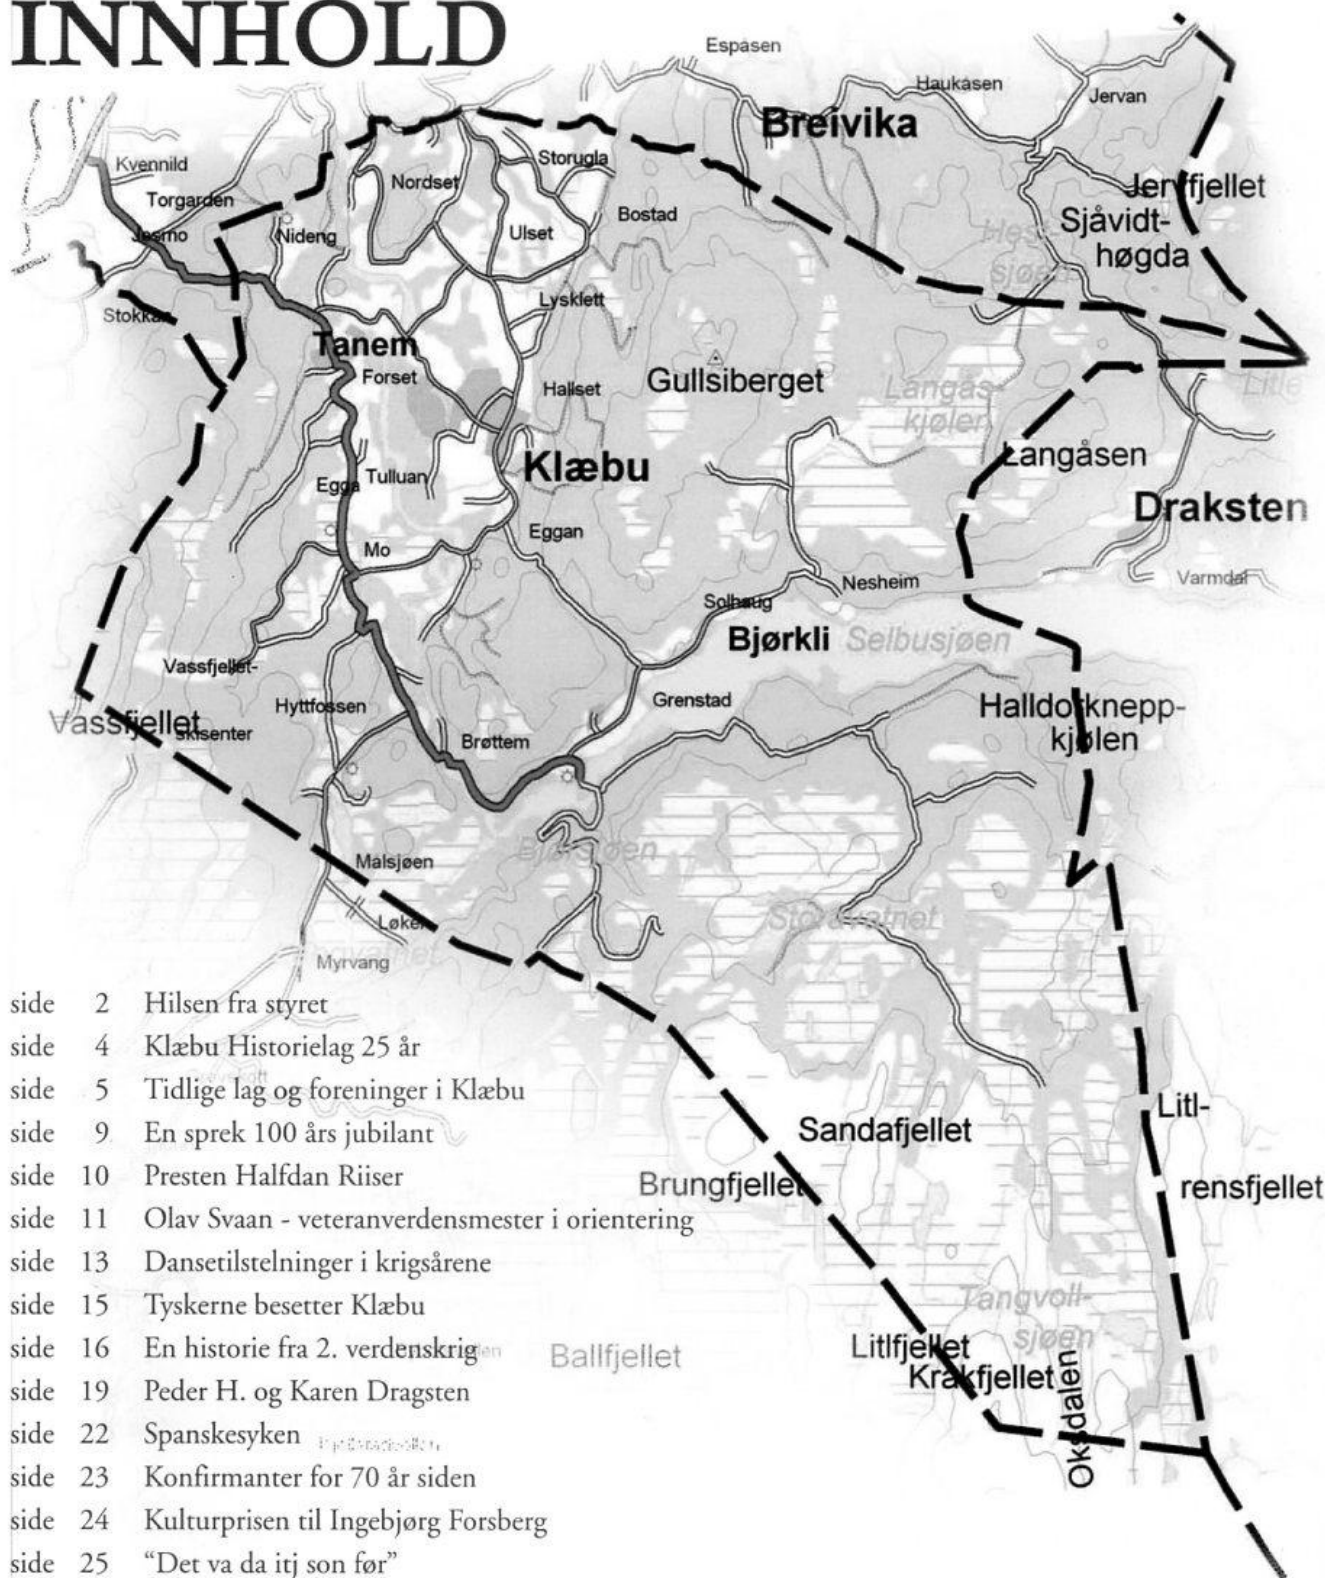 INNHOLD
Espåsen
Haukåsen
Jervan
Breivika
Kvennild
Storugla
Torgarden
Nordset
Jervfjellet
Bostad
Sjåvidt-
høgda
Jesmo
Nideng
Ulset
Lysklett
Stokkan
Tanem
Forset
Hallset
Gullsiberget
Langås-
kjølen
Litle
Langåsen
Klæbu
Egga
Tulluan
Draksten
Eggan
Mo
Nesheim
Varmdal
Solhaug
Bjørkli
Selbusjøen
Vassfjellet-
skisenter
Vassfjellet
Hyttfossen
Grenstad
Halldorknepp-
kjølen
Brøttem
Malsjøen
Bjørsjøen
Løken
Storavatnet
Myrvang
side 2 Hilsen fra styret
side 4 Klæbu Historielag 25 år
side 5 Tidlige lag og foreninger i Klæbu
side 9 En sprek 100 års jubilant
side 10 Presten Halfdan Riiser
side 11 Olav Svaan - veteranverdensmester i orientering
side 13 Dansetilstelninger i krigsårene
side 15 Tyskerne besetter Klæbu
side 16 En historie fra 2. verdenskrig
side 19 Peder H. og Karen Dragsten
side 22 Spanskesyken
side 23 Konfirmanter for 70 år siden
side 24 Kulturprisen til Ingebjørg Forsberg
side 25 “Det va da itj son før”
Sandafjellet
Litl-
rensfjellet
Brungfjellet
Tangvoll-
sjøen
Litlfjellet
Kråkfjellet
Ballfjellet
Oksdalen